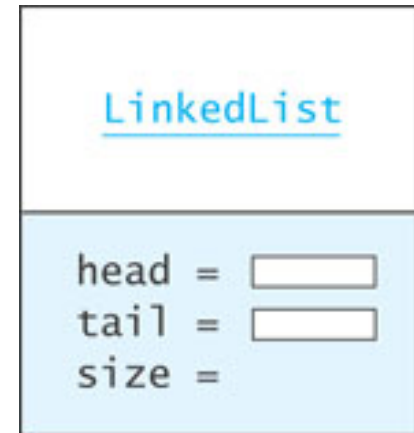 LinkedList
head =
tail =
size =